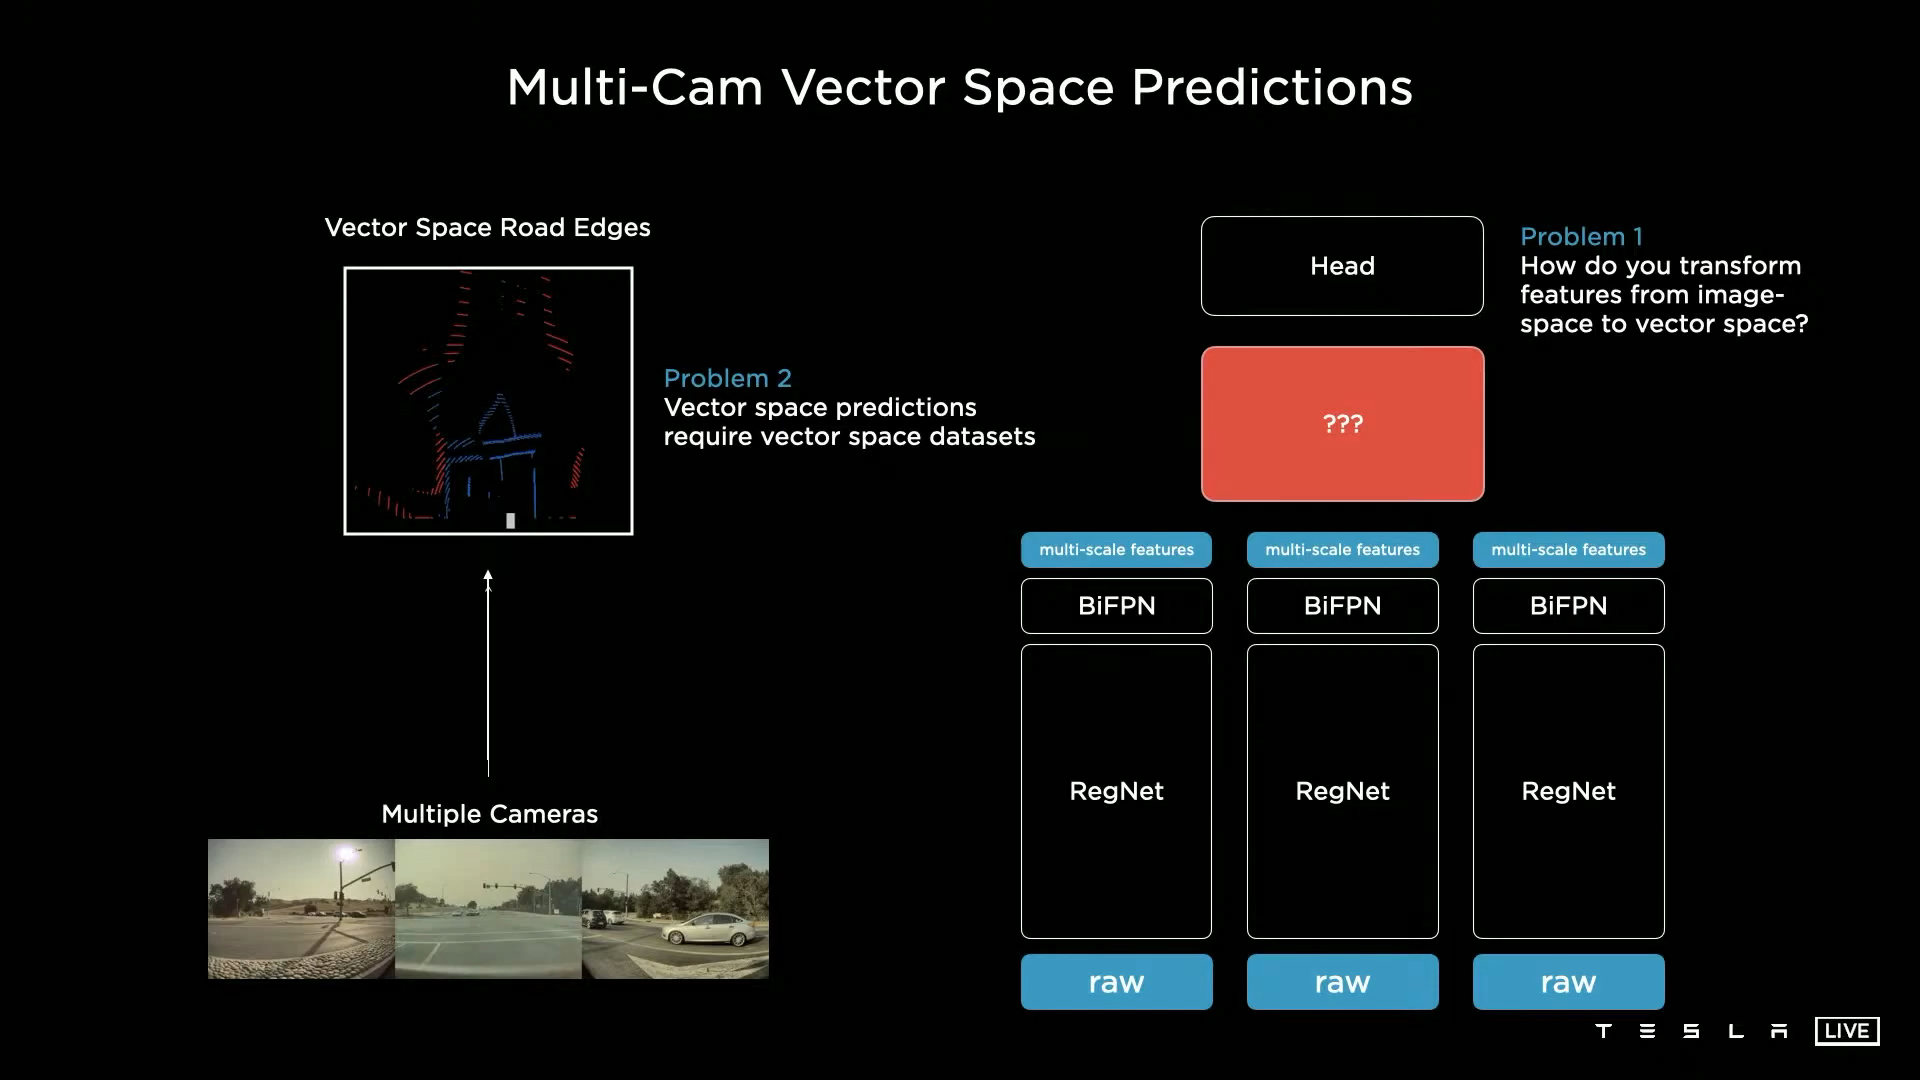 Multi-Cam Vector Space Predictions
Vector Space Road Edges
Problem 2
Vector space predictions
require vector space datasets
Multiple Cameras
Head
Problem 1
How do you transform
features from image-
space to vector space?
???
multi-scale features
multi-scale features
multi-scale features
BiFPN
BiFPN
BiFPN
RegNet
RegNet
RegNet
raw
raw
raw
TESLA LIVE